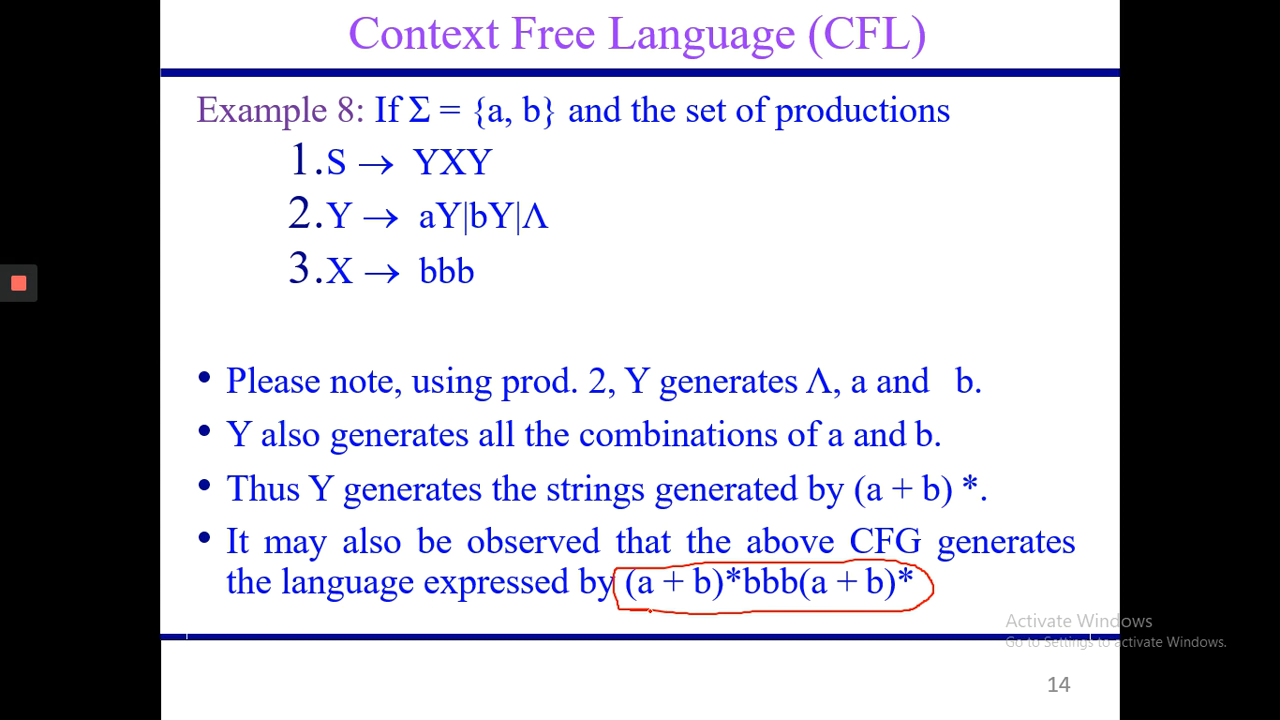 Context Free Language (CFL)
Example 8: If Σ = {a, b} and the set of productions
1.S → YXY
2.Y → aY|bY|Λ
3.X → bbb
• Please note, using prod. 2, Y generates Λ, a and b.
• Y also generates all the combinations of a and b.
• Thus Y generates the strings generated by (a + b) *.
• It may also be observed that the above CFG generates
the language expressed by (a + b)*bbb(a + b)*
Activate Windows
Go to Settings to activate Windows.
14